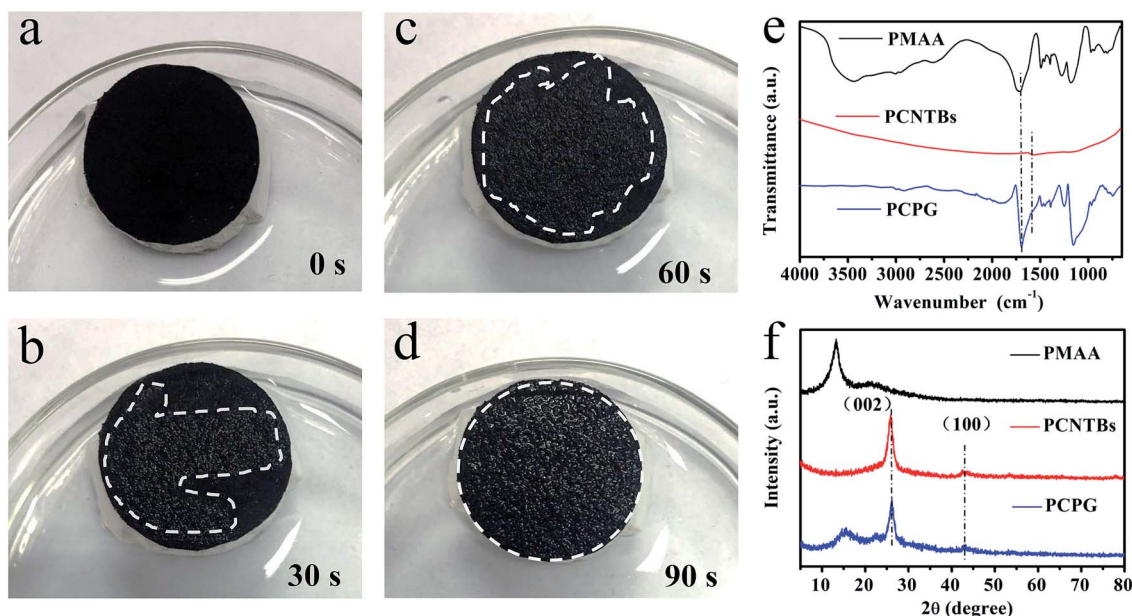 a
0 s
b
30 s
c
60 s
d
90 s
e
PMAA
PCNTBs
PCPG
Transmittance (a.u.)
4000 3500 3000 2500 2000 1500 1000
Wavenumber (cm⁻¹)
f
PMAA
(002)
(100)
PCNTBs
PCPG
Intensity (a.u.)
10 20 30 40 50 60 70 80
2θ (degree)